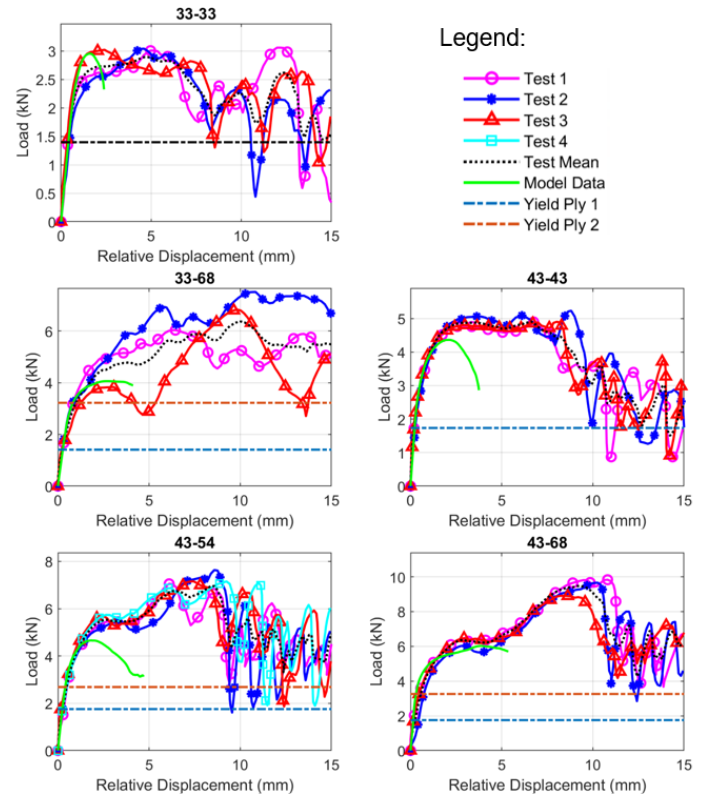 33-33
Load (kN)
3
2.5
2
1.5
1
0.5
0
0 5 10 15
Relative Displacement (mm)
Legend:
Test 1
Test 2
Test 3
Test 4
Test Mean
Model Data
Yield Ply 1
Yield Ply 2
33-68
Load (kN)
6
4
2
0
0 5 10 15
Relative Displacement (mm)
43-43
Load (kN)
5
4
3
2
1
0
0 5 10 15
Relative Displacement (mm)
43-54
Load (kN)
8
6
4
2
0
0 5 10 15
Relative Displacement (mm)
43-68
Load (kN)
10
8
6
4
2
0
0 5 10 15
Relative Displacement (mm)